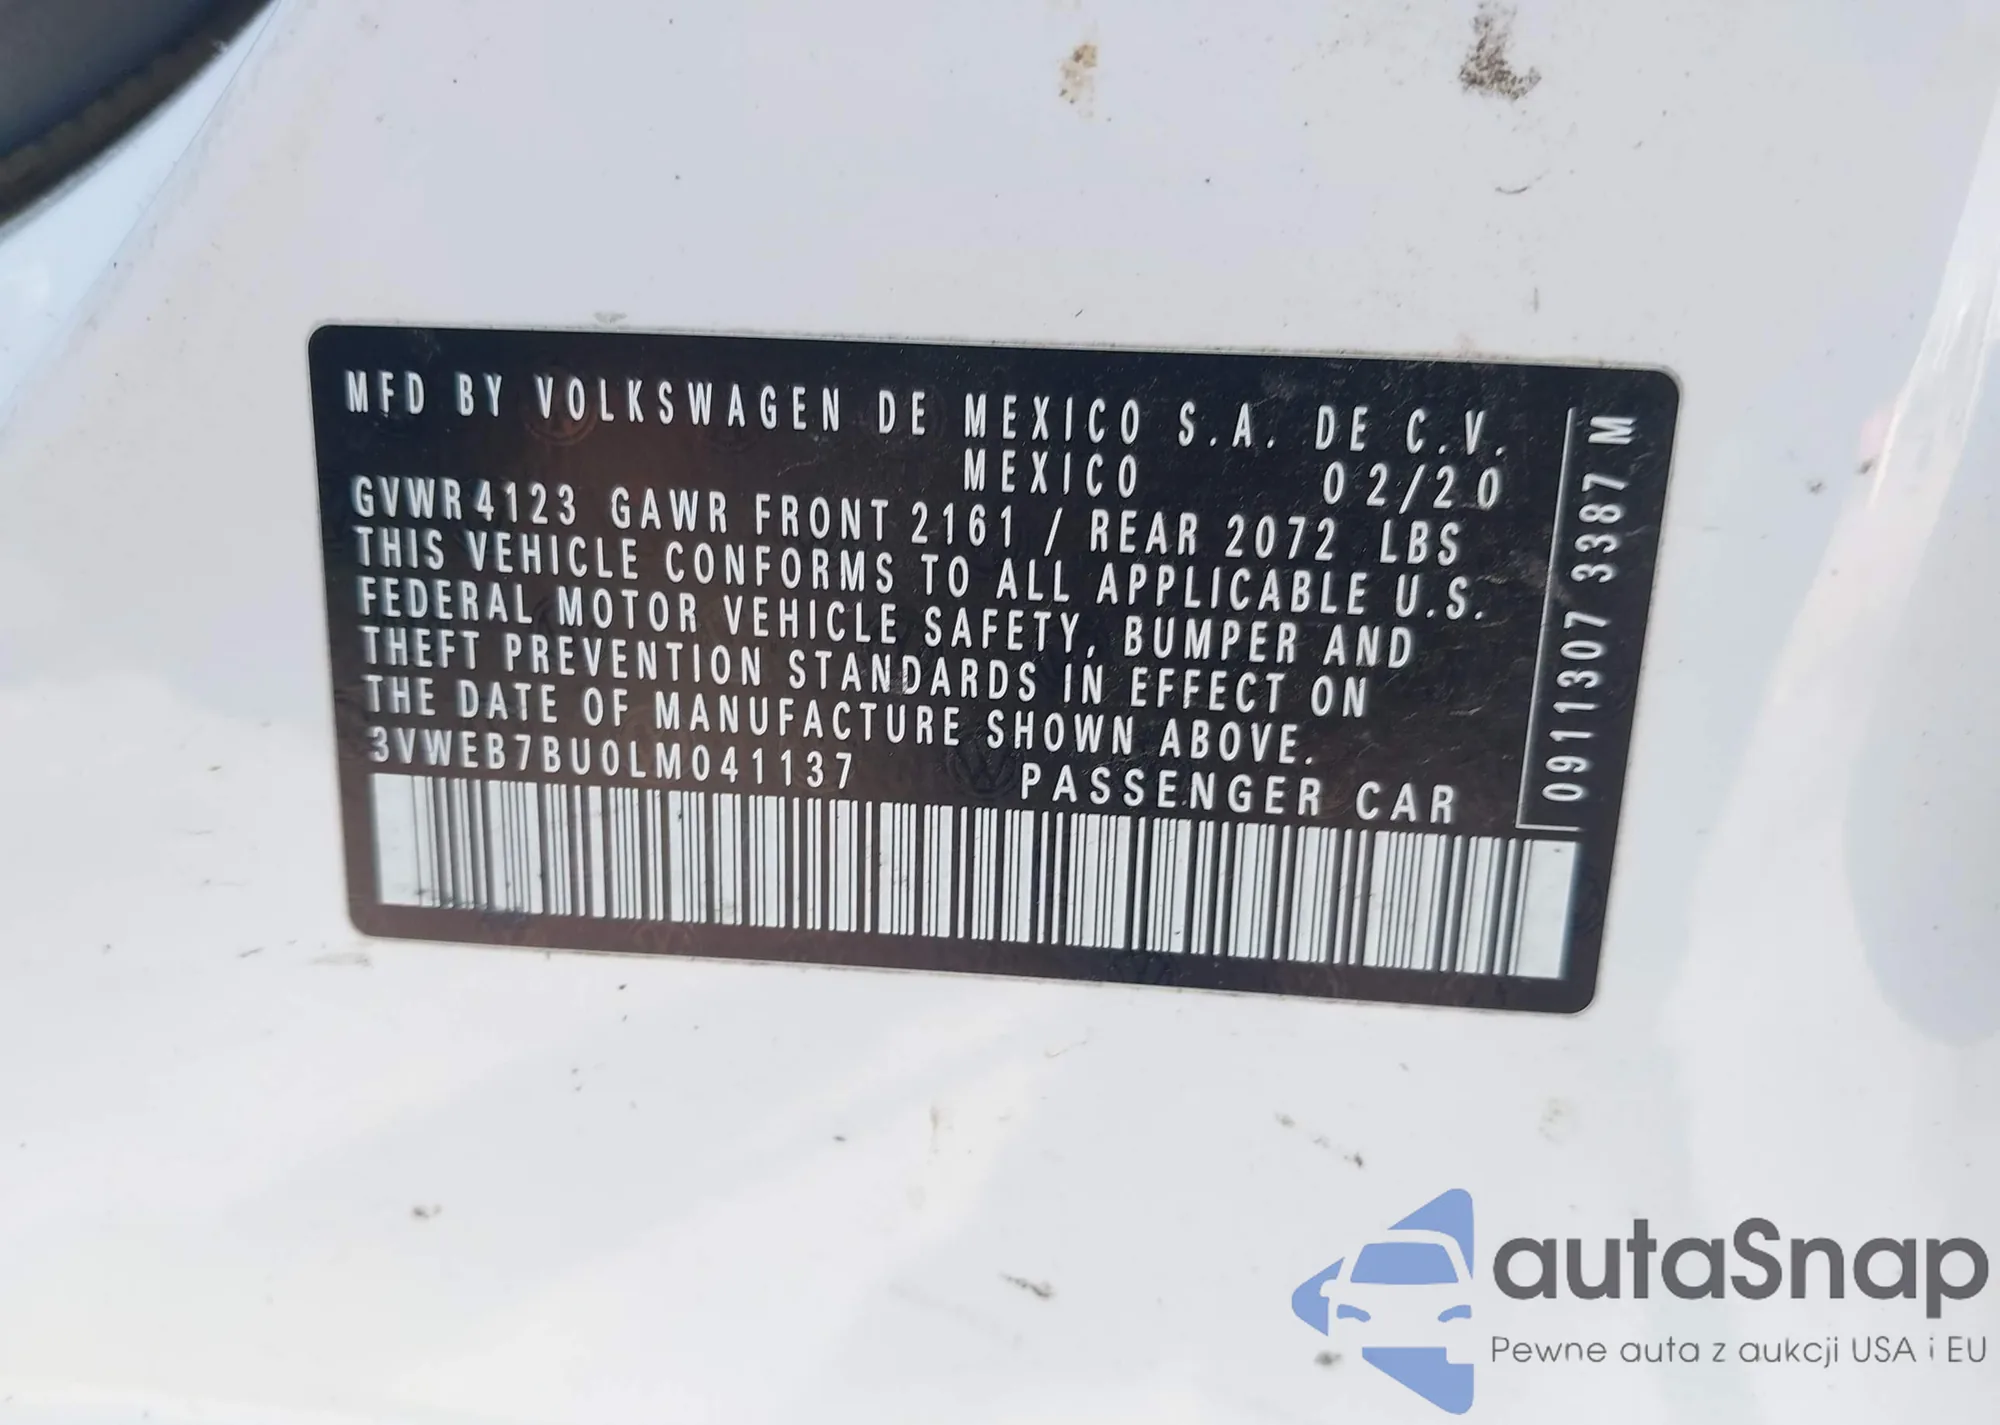 MFD BY VOLKSWAGEN DE MEXICO S.A. DE C.V.
MEXICO 02/20
GVWR 4123 GAWR FRONT 2161 / REAR 2072 LBS
THIS VEHICLE CONFORMS TO ALL APPLICABLE U.S.
FEDERAL MOTOR VEHICLE SAFETY, BUMPER AND
THEFT PREVENTION STANDARDS IN EFFECT ON
THE DATE OF MANUFACTURE SHOWN ABOVE.
3VWEB7BU0LM041137 PASSENGER CAR
0911307 3387 M
autaSnap
Pewne auta z aukcji USA i EU